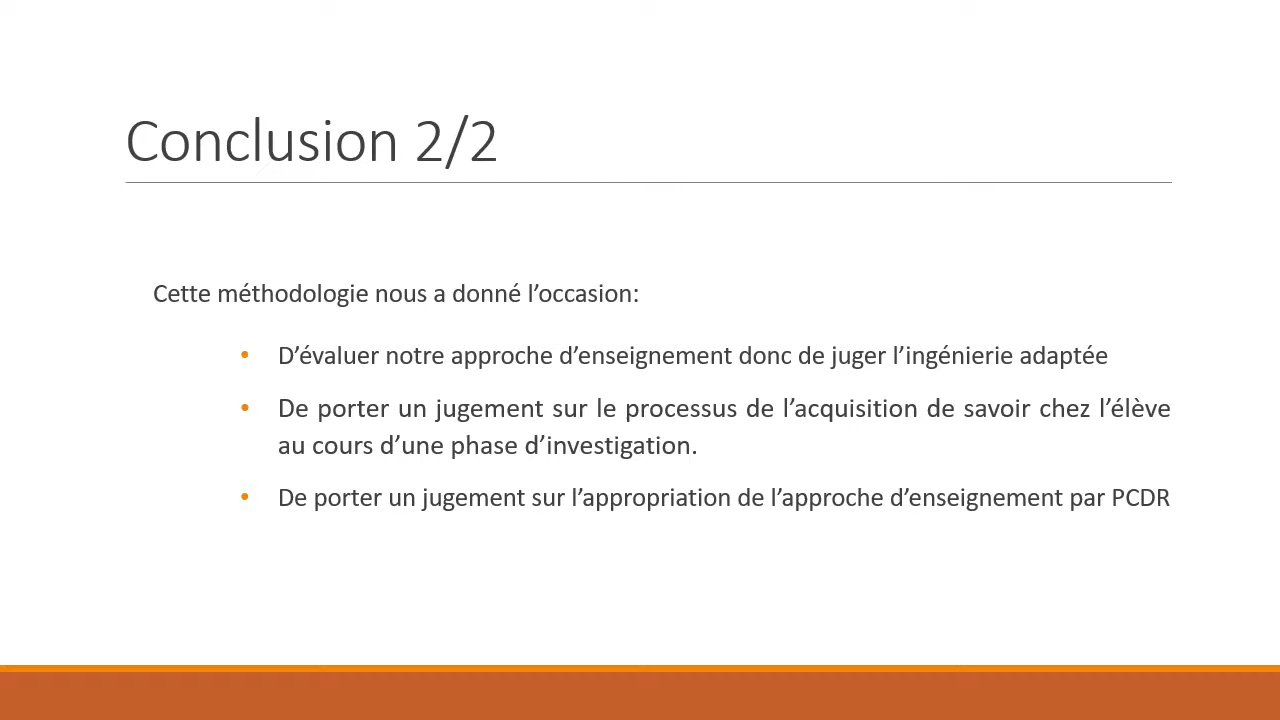 Conclusion 2/2
Cette méthodologie nous a donné l’occasion:
• D’évaluer notre approche d’enseignement donc de juger l’ingénierie adaptée
• De porter un jugement sur le processus de l’acquisition de savoir chez l’élève
au cours d’une phase d’investigation.
• De porter un jugement sur l’appropriation de l’approche d’enseignement par PCDR